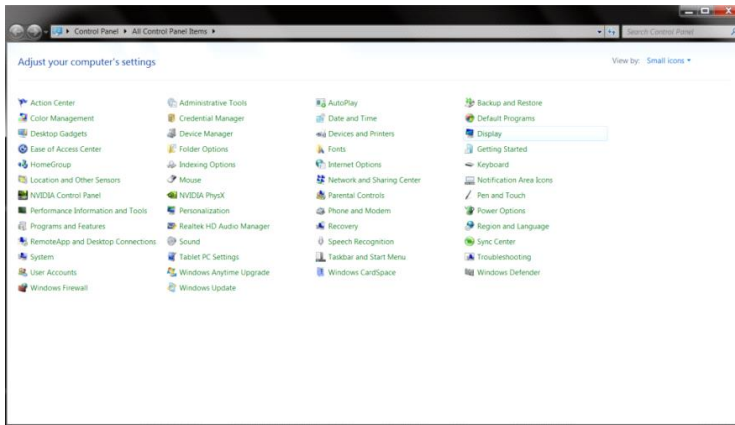 Control Panel ▸ All Control Panel Items ▸
Search Control Panel
Adjust your computer's settings
View by: Small icons
Action Center
Administrative Tools
AutoPlay
Backup and Restore
Color Management
Credential Manager
Date and Time
Default Programs
Desktop Gadgets
Device Manager
Devices and Printers
Display
Ease of Access Center
Folder Options
Fonts
Getting Started
HomeGroup
Indexing Options
Internet Options
Keyboard
Location and Other Sensors
Mouse
Network and Sharing Center
Notification Area Icons
NVIDIA Control Panel
NVIDIA PhysX
Parental Controls
Pen and Touch
Performance Information and Tools
Personalization
Phone and Modem
Power Options
Programs and Features
Realtek HD Audio Manager
Recovery
Region and Language
RemoteApp and Desktop Connections
Sound
Speech Recognition
Sync Center
System
Tablet PC Settings
Taskbar and Start Menu
Troubleshooting
User Accounts
Windows Anytime Upgrade
Windows CardSpace
Windows Defender
Windows Firewall
Windows Update